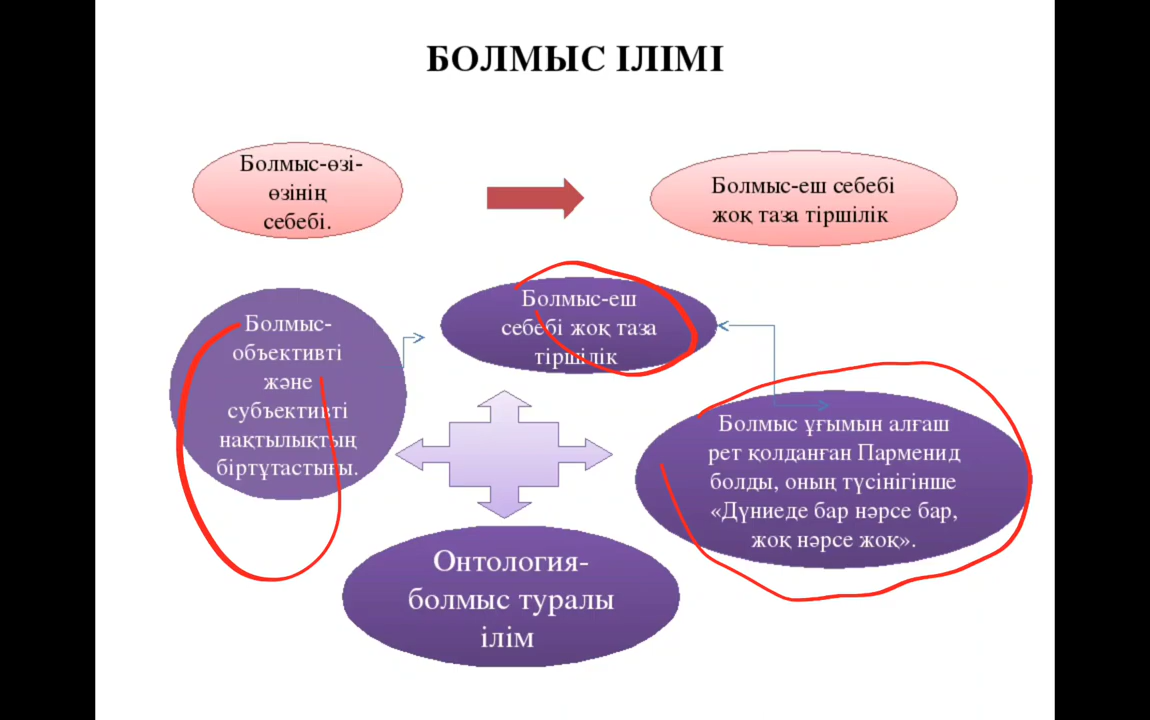 БОЛМЫС ІЛІМІ
Болмыс-өзі-
өзінің
себебі.
Болмыс-еш себебі
жоқ таза тіршілік
Болмыс-
объективті
және
субъективті
нақтылықтың
біртұтастығы.
Болмыс-еш
себебі жоқ таза
тіршілік
Болмыс ұғымын алғаш
рет қолданған Парменид
болды, оның түсінігінше
«Дүниеде бар нәрсе бар,
жоқ нәрсе жоқ».
Онтология-
болмыс туралы
ілім